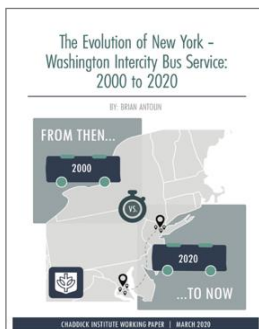 The Evolution of New York –
Washington Intercity Bus Service:
2000 to 2020
BY: BRIAN ANTOLIN
FROM THEN...
2000
VS.
2020
...TO NOW
CHADDICK INSTITUTE WORKING PAPER | MARCH 2020